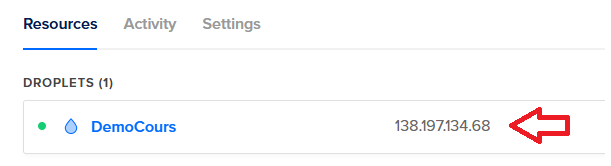 Resources Activity Settings
DROPLETS (1)
DemoCours 138.197.134.68